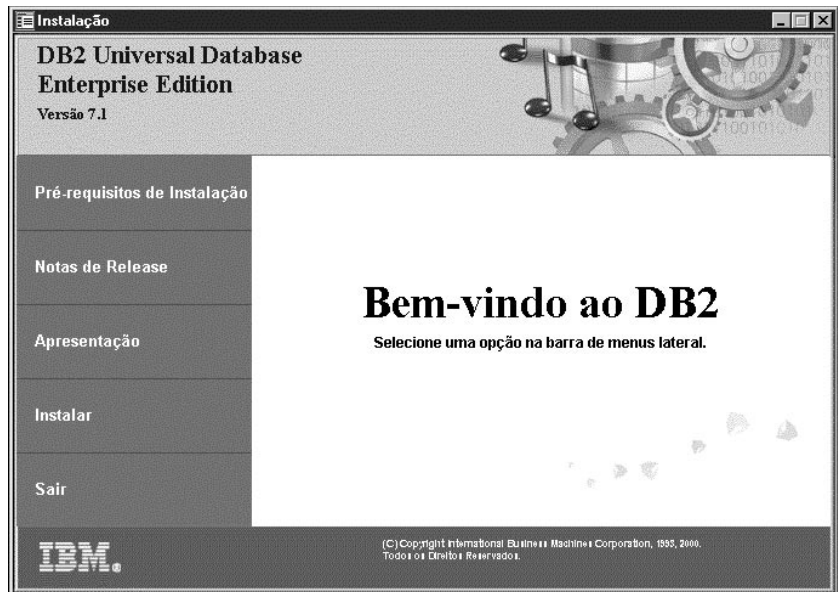 Instalação
DB2 Universal Database
Enterprise Edition
Versão 7.1
Pré-requisitos de Instalação
Notas de Release
Apresentação
Instalar
Sair
Bem-vindo ao DB2
Selecione uma opção na barra de menus lateral.
IBM®
(C) Copyright International Business Machines Corporation, 1993, 2000.
Todos os Direitos Reservados.